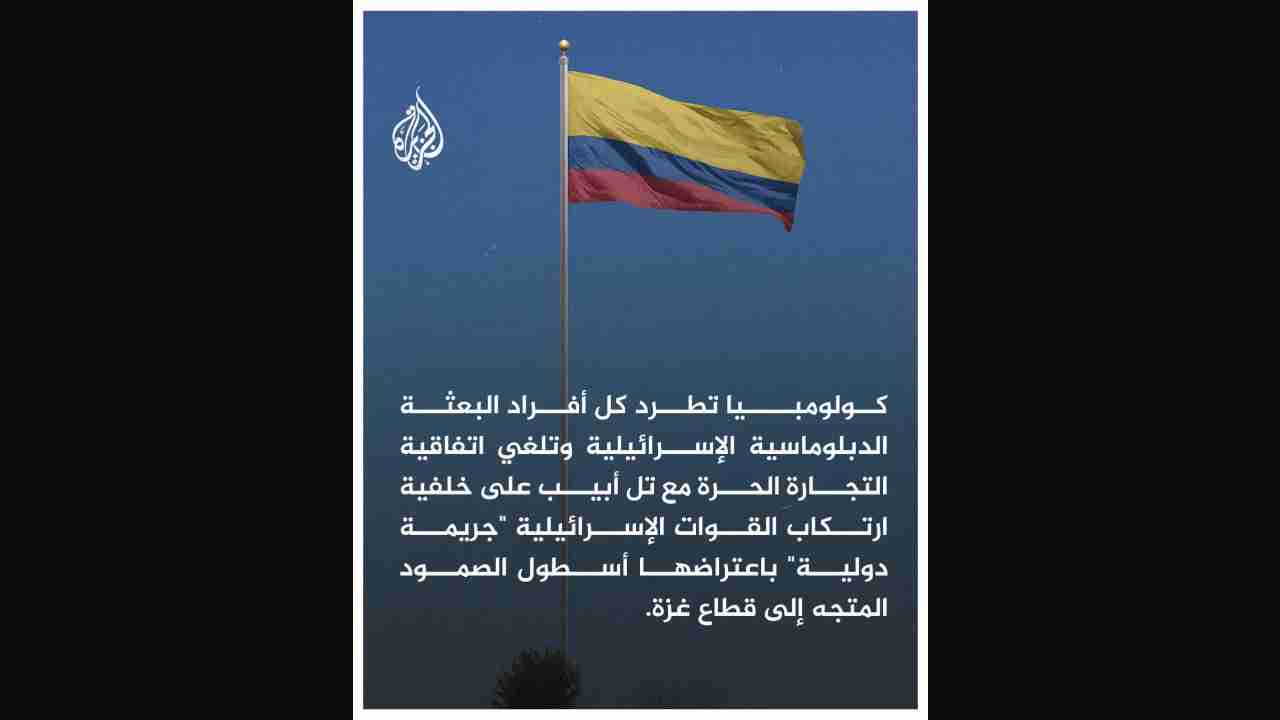 الجزيرة
كولومبيا تطرد كل أفراد البعثة
الدبلوماسية الإسرائيلية وتلغي اتفاقية
التجارة الحرة مع تل أبيب على خلفية
ارتكاب القوات الإسرائيلية "جريمة
دولية" باعتراضها أسطول الصمود
المتجه إلى قطاع غزة.